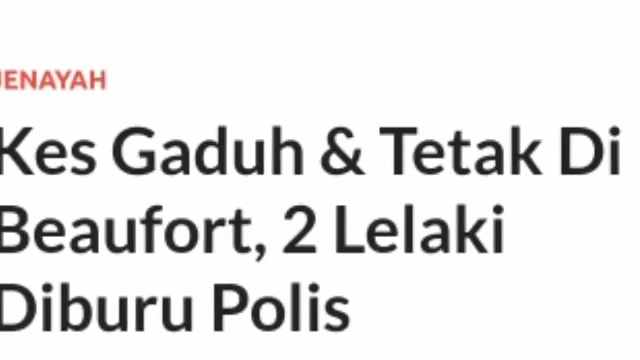 JENAYAH
Kes Gaduh & Tetak Di
Beaufort, 2 Lelaki
Diburu Polis